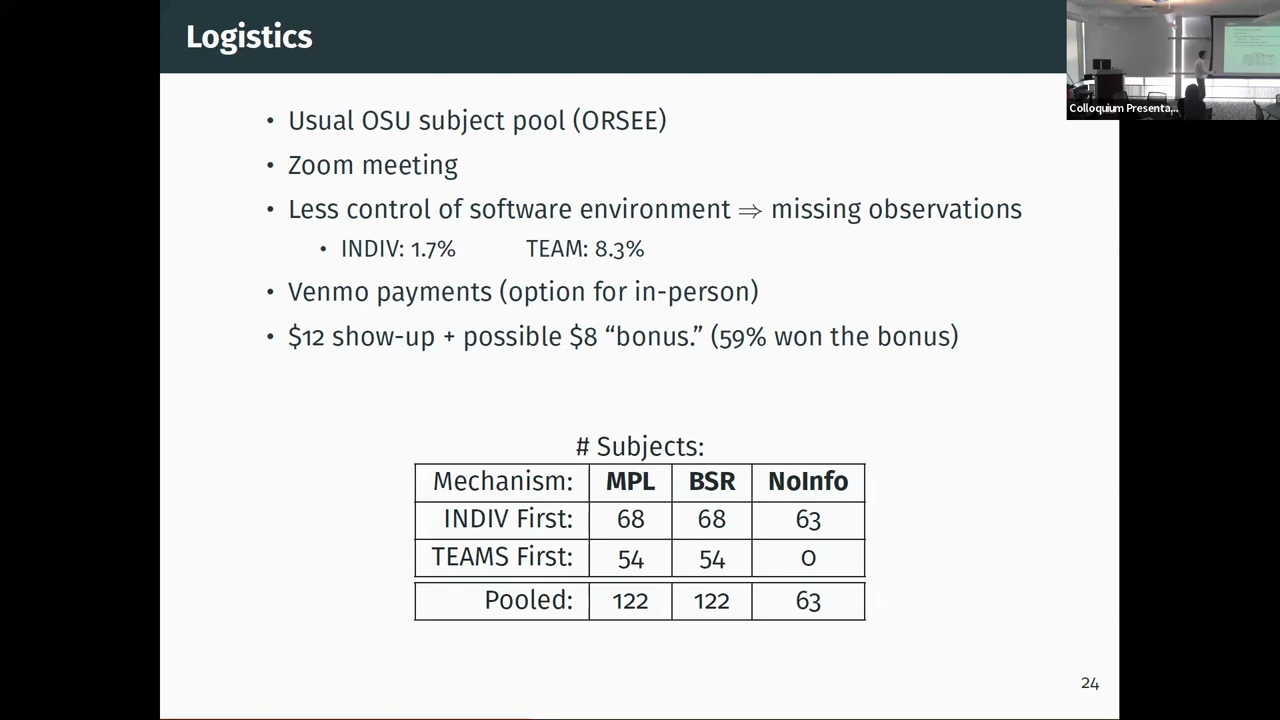 Logistics
Colloquium Presenta...
• Usual OSU subject pool (ORSEE)
• Zoom meeting
• Less control of software environment ⇒ missing observations
• INDIV: 1.7% TEAM: 8.3%
• Venmo payments (option for in-person)
• $12 show-up + possible $8 “bonus.” (59% won the bonus)
# Subjects:
Mechanism: MPL BSR NoInfo
INDIV First: 68 68 63
TEAMS First: 54 54 0
Pooled: 122 122 63
24